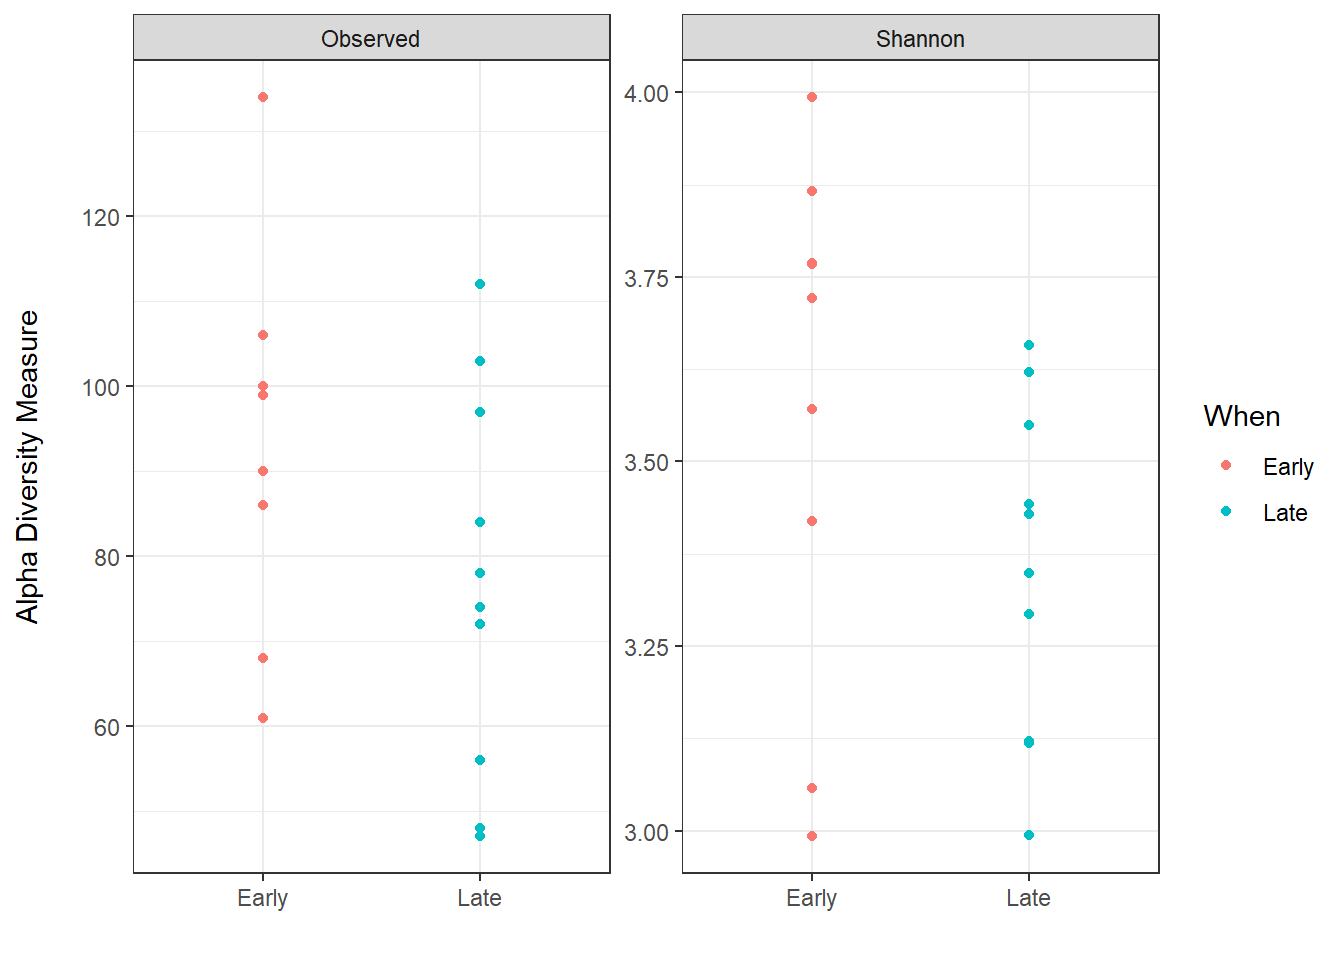 Observed
Shannon
Alpha Diversity Measure
120
100
80
60
4.00
3.75
3.50
3.25
3.00
Early
Late
Early
Late
When
Early
Late